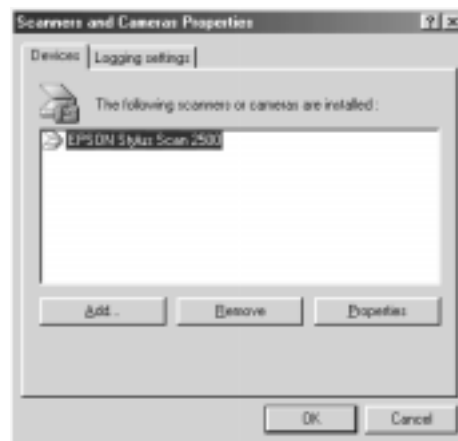 Scanners and Cameras Properties
Devices Logging settings
The following scanners or cameras are installed :
EPSON Stylus Scan 2500
Add... Remove Properties
OK Cancel